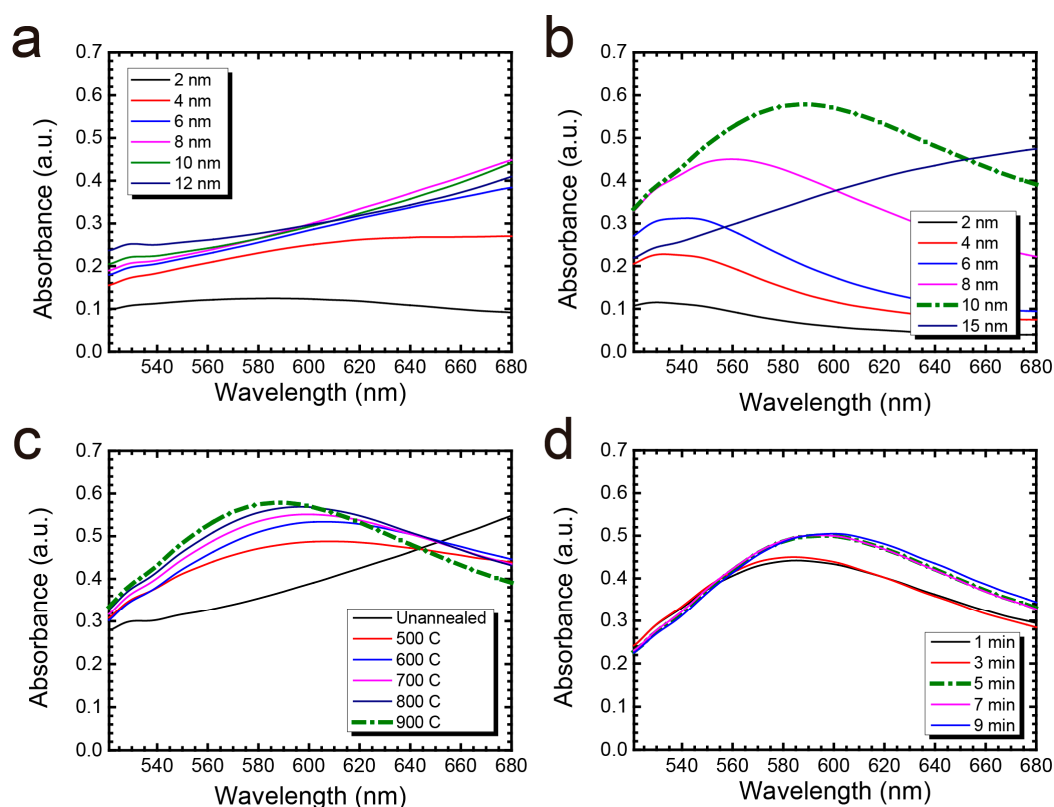 a
0.7
0.6
0.5
0.4
0.3
0.2
0.1
0.0
Absorbance (a.u.)
2 nm
4 nm
6 nm
8 nm
10 nm
12 nm
540 560 580 600 620 640 660 680
Wavelength (nm)
b
0.7
0.6
0.5
0.4
0.3
0.2
0.1
0.0
Absorbance (a.u.)
2 nm
4 nm
6 nm
8 nm
10 nm
15 nm
540 560 580 600 620 640 660 680
Wavelength (nm)
c
0.7
0.6
0.5
0.4
0.3
0.2
0.1
0.0
Absorbance (a.u.)
Unannealed
500 C
600 C
700 C
800 C
900 C
540 560 580 600 620 640 660 680
Wavelength (nm)
d
0.7
0.6
0.5
0.4
0.3
0.2
0.1
0.0
Absorbance (a.u.)
1 min
3 min
5 min
7 min
9 min
540 560 580 600 620 640 660 680
Wavelength (nm)